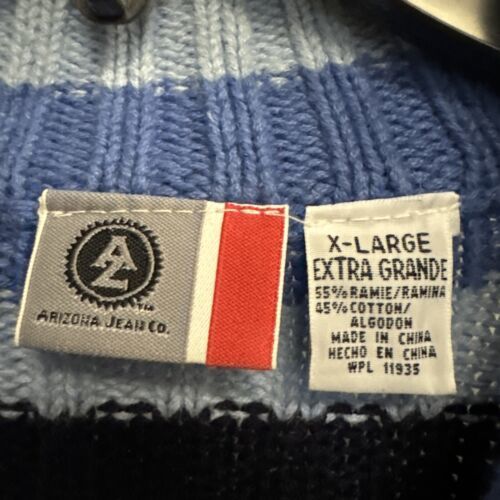 AZ
TM
ARIZONA JEAN CO.
X-LARGE
EXTRA GRANDE
55% RAMIE/RAMINA
45% COTTON/
ALGODON
MADE IN CHINA
HECHO EN CHINA
WPL 11935